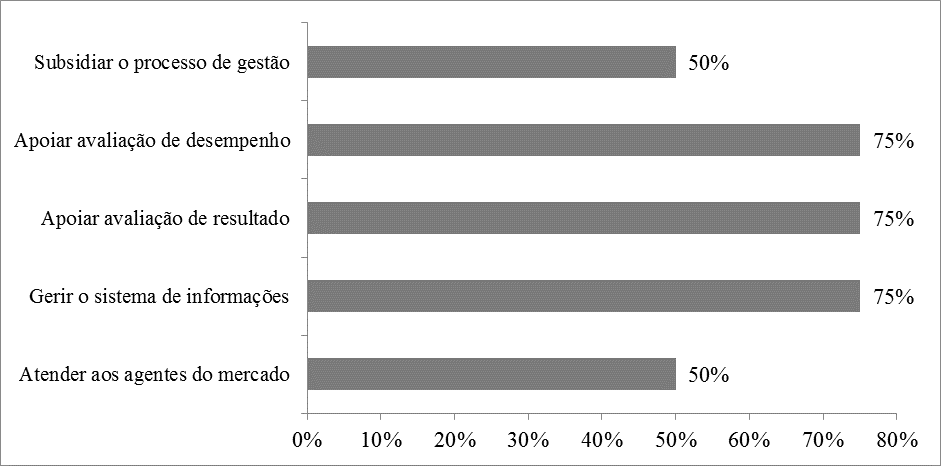 Subsidiar o processo de gestão
50%
Apoiar avaliação de desempenho
75%
Apoiar avaliação de resultado
75%
Gerir o sistema de informações
75%
Atender aos agentes do mercado
50%
0% 10% 20% 30% 40% 50% 60% 70% 80%